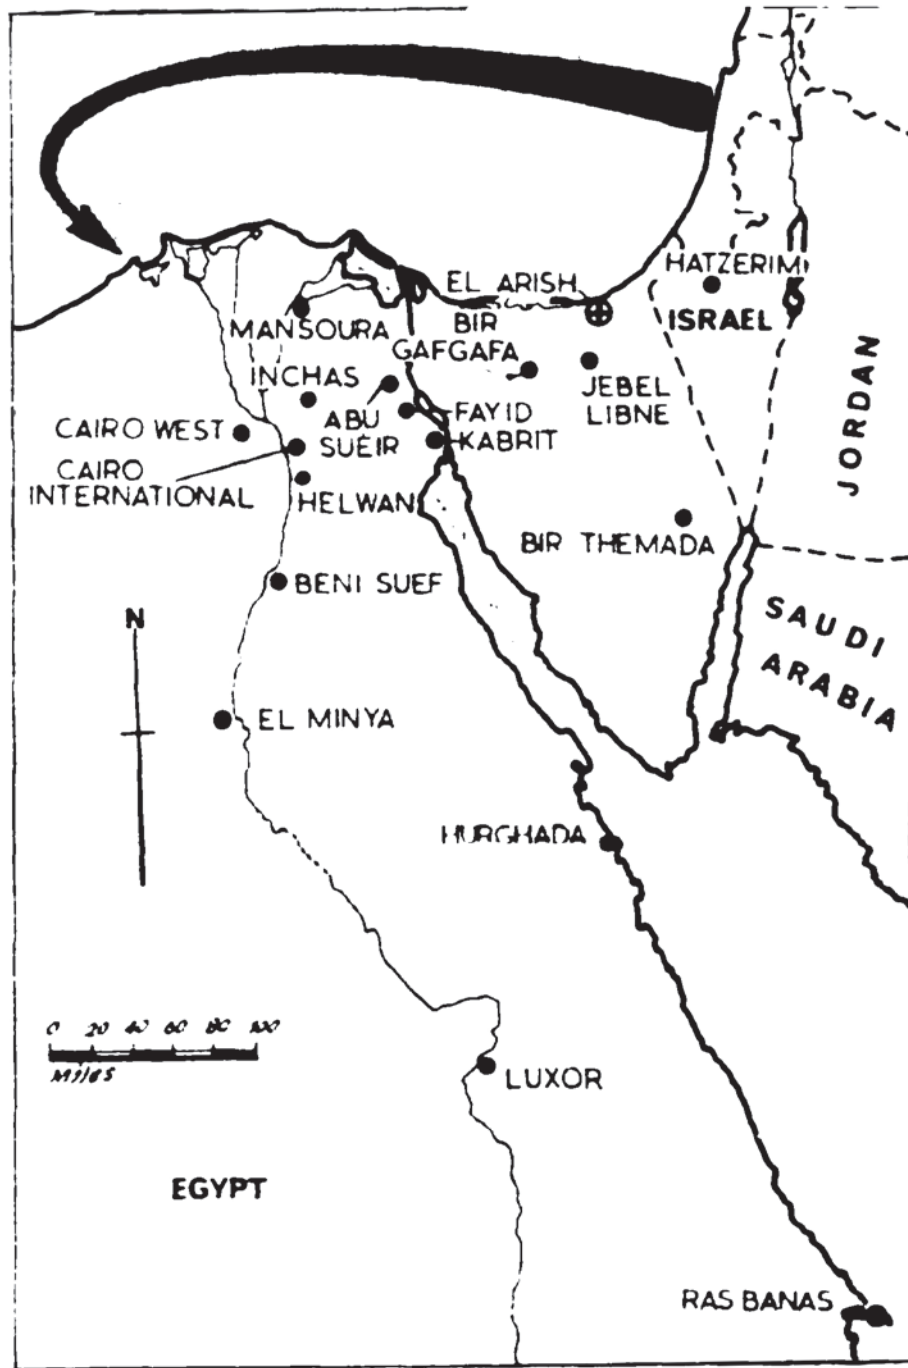 HATZERIM
EL ARISH
ISRAEL
MANSOURA
BIR
GAFGAFA
INCHAS
JEBEL
LIBNE
ABU
SUEIR
FAYID
KABRIT
CAIRO WEST
CAIRO
INTERNATIONAL
HELWAN
JORDAN
BIR THEMADA
BENI SUEF
SAUDI
ARABIA
N
EL MINYA
HURGHADA
0 20 40 60 80 100
Miles
LUXOR
EGYPT
RAS BANAS